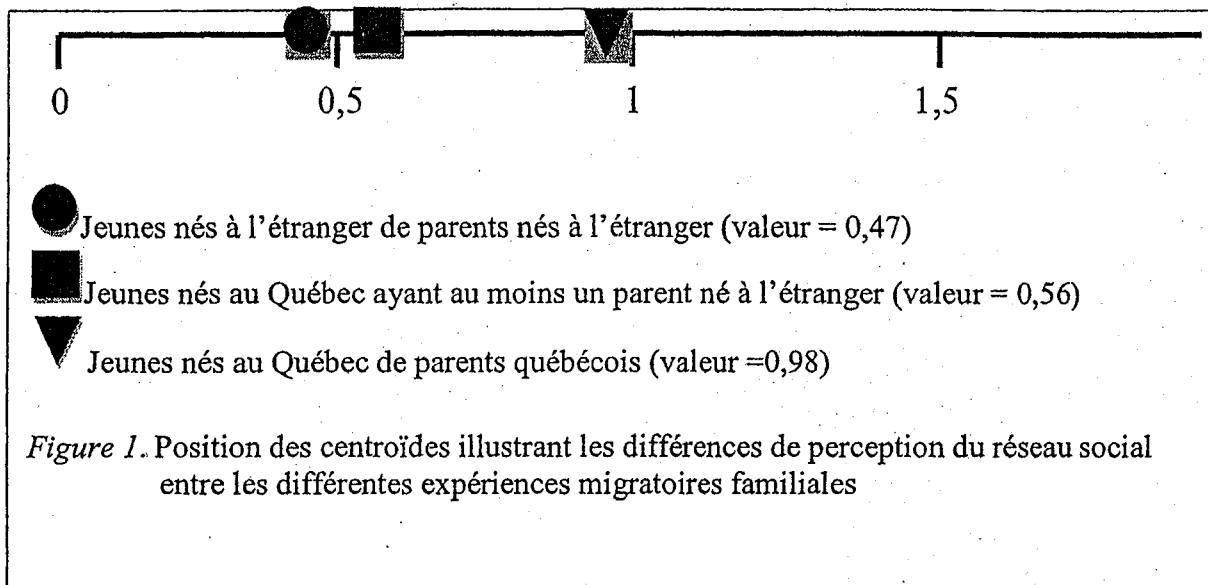 0 0,5 1 1,5
Jeunes nés à l'étranger de parents nés à l'étranger (valeur = 0,47)
Jeunes nés au Québec ayant au moins un parent né à l'étranger (valeur = 0,56)
Jeunes nés au Québec de parents québécois (valeur =0,98)
Figure 1. Position des centroïdes illustrant les différences de perception du réseau social
entre les différentes expériences migratoires familiales